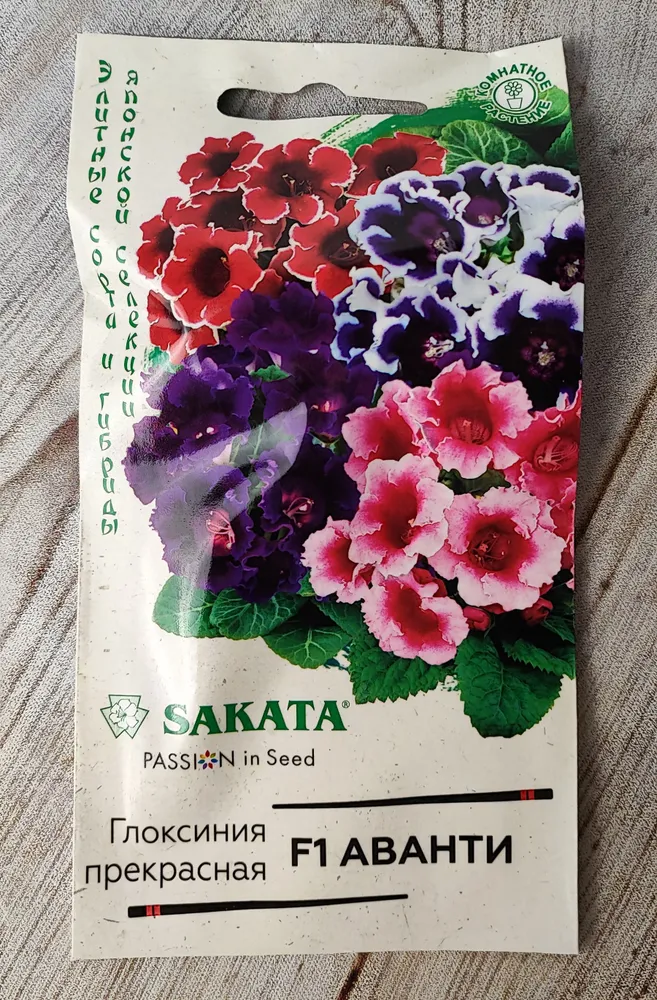 Элитные сорта и гибриды
японской селекции
КОМНАТНОЕ
РАСТЕНИЕ
SAKATA®
PASSION in Seed
Глоксиния
прекрасная
F1 АВАНТИ